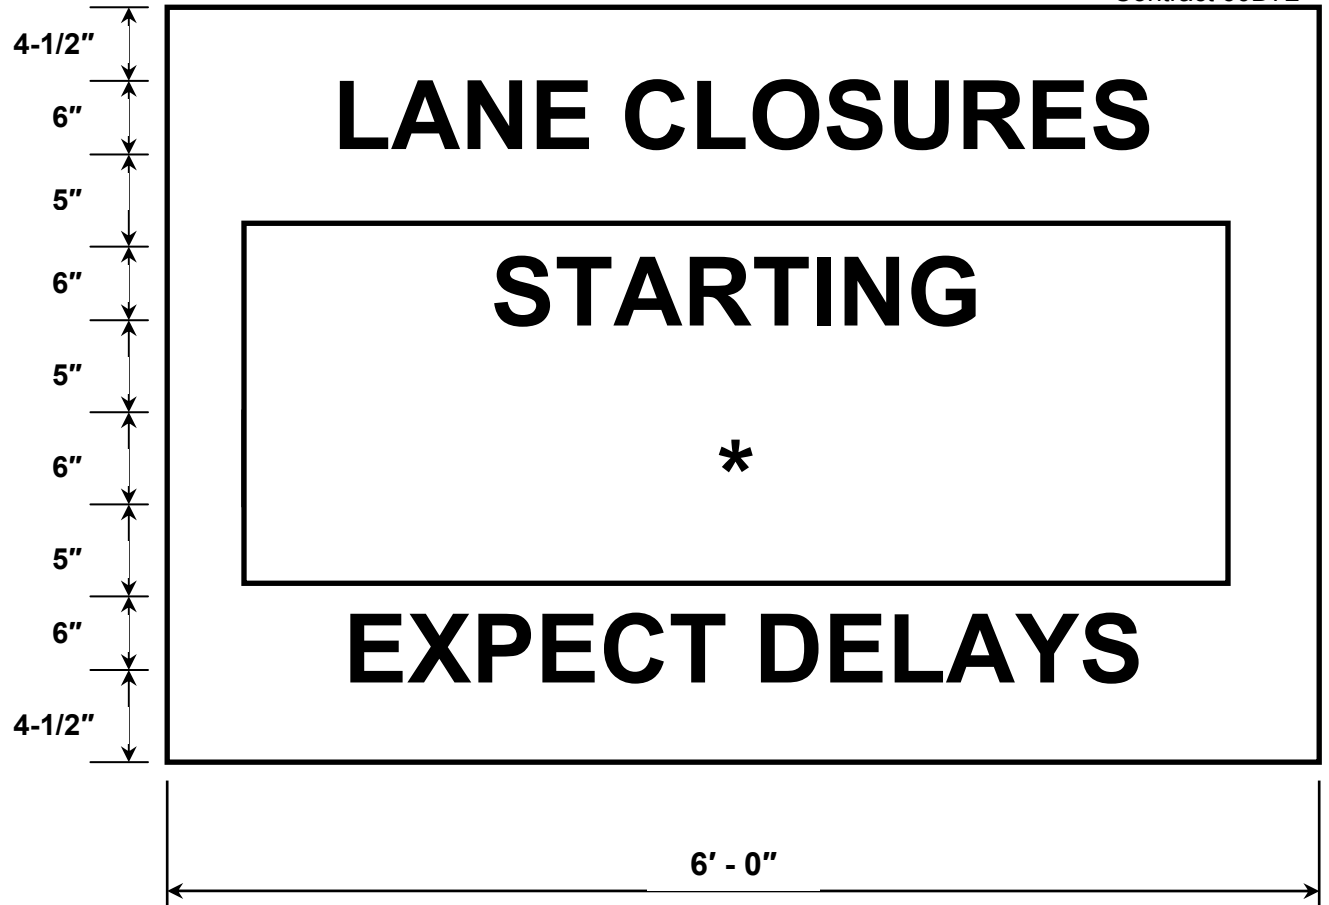 4-1/2"
LANE CLOSURES
6"
5"
STARTING
6"
5"
*
6"
5"
EXPECT DELAYS
6"
4-1/2"
6' - 0"